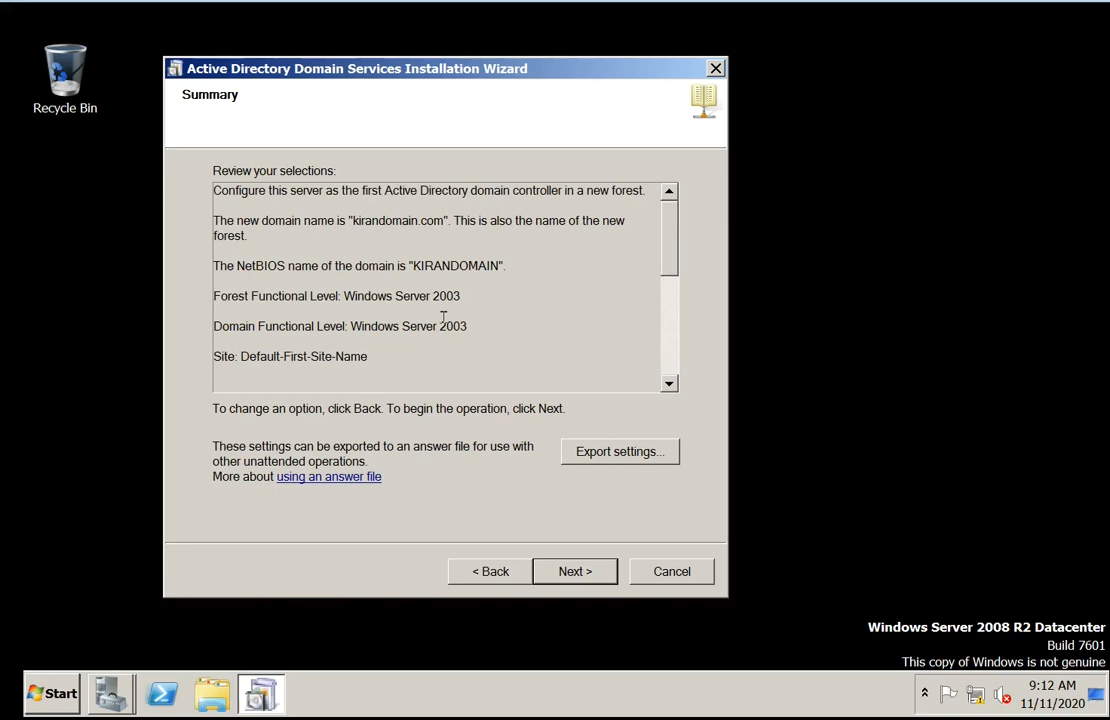 Recycle Bin
Active Directory Domain Services Installation Wizard
Summary
Review your selections:
Configure this server as the first Active Directory domain controller in a new forest.
The new domain name is "kirandomain.com". This is also the name of the new
forest.
The NetBIOS name of the domain is "KIRANDOMAIN".
Forest Functional Level: Windows Server 2003
Domain Functional Level: Windows Server 2003
Site: Default-First-Site-Name
To change an option, click Back. To begin the operation, click Next.
These settings can be exported to an answer file for use with
other unattended operations.
More about using an answer file
Export settings...
< Back
Next >
Cancel
Windows Server 2008 R2 Datacenter
Build 7601
This copy of Windows is not genuine
Start
9:12 AM
11/11/2020